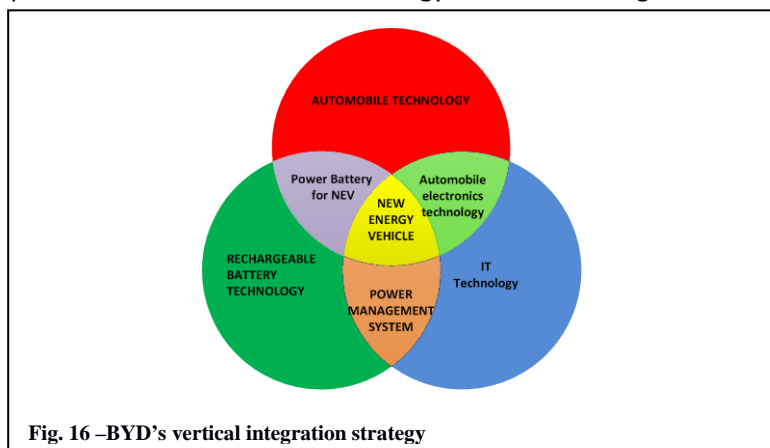 AUTOMOBILE TECHNOLOGY
Power Battery
for NEV
Automobile
electronics
technology
NEW
ENERGY
VEHICLE
RECHARGEABLE
BATTERY
TECHNOLOGY
IT
Technology
POWER
MANAGEMENT
SYSTEM
Fig. 16 –BYD's vertical integration strategy